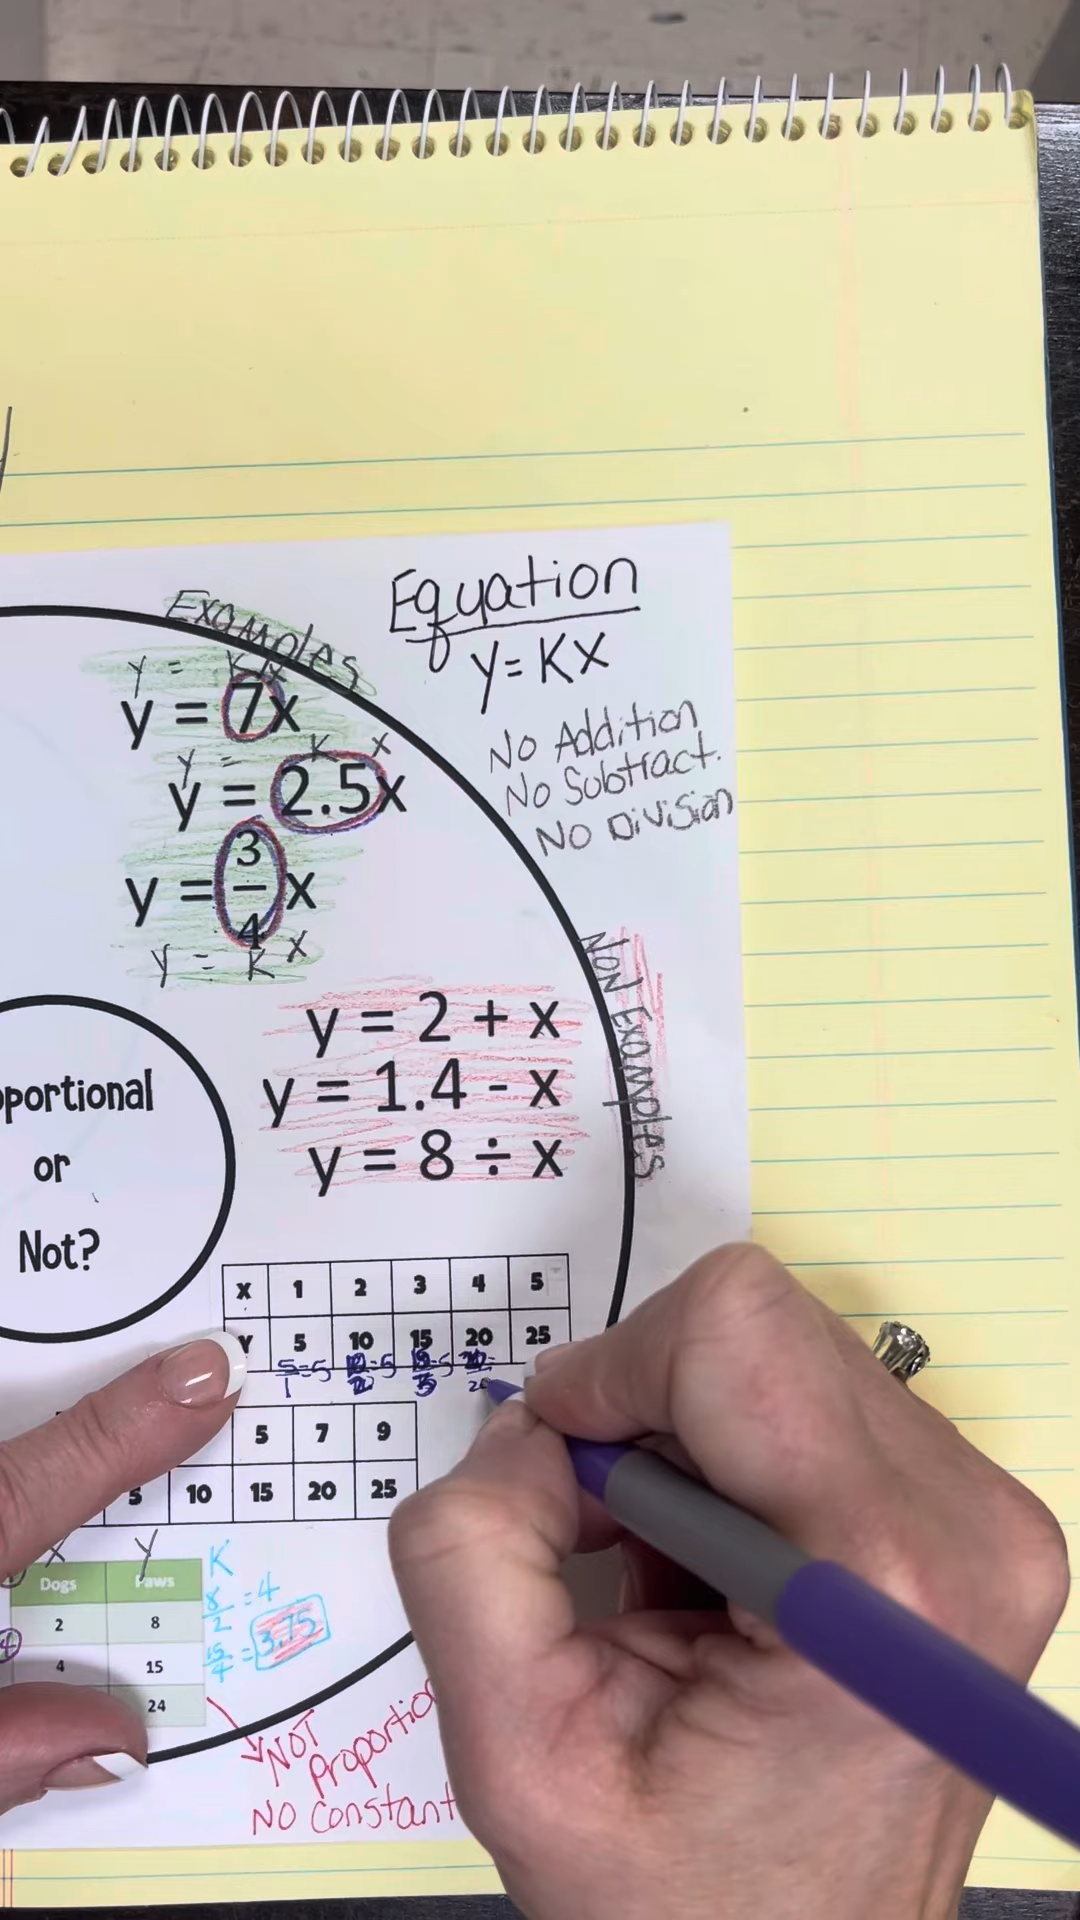 Equation
y = Kx
No Addition
No Subtract.
No Division
Examples
y = K x
y = 7x
y = K x
y = 2.5x
y = 3/4 x
y = K x
Non Examples
y = 2 + x
y = 1.4 - x
y = 8 ÷ x
or
Not?
X 1 2 3 4 5
Y 5 10 15 20 25
5/1 = 5
5 7 9
5 10 15 20 25
X Y K
Dogs Paws
2 8
8/2 = 4
4 15
15/4 = 3.75
24
NOT
No Constant